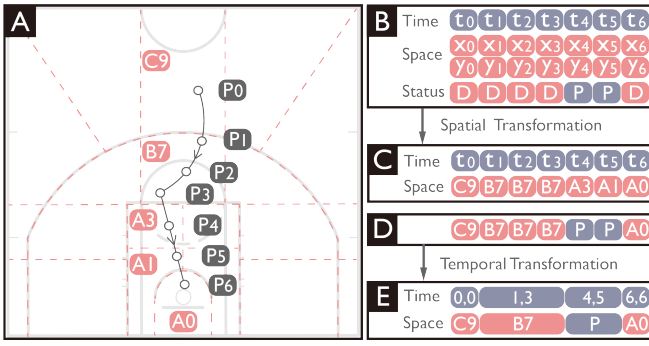 A
C9
P0
P1
B7
P2
P3
A3
P4
A1
P5
P6
A0
B
Time t0 t1 t2 t3 t4 t5 t6
Space x0 x1 x2 x3 x4 x5 x6
y0 y1 y2 y3 y4 y5 y6
Status D D D D P P D
Spatial Transformation
C
Time t0 t1 t2 t3 t4 t5 t6
Space C9 B7 B7 B7 A3 A1 A0
D C9 B7 B7 B7 P P A0
Temporal Transformation
E
Time 0,0 1,3 4,5 6,6
Space C9 B7 P A0